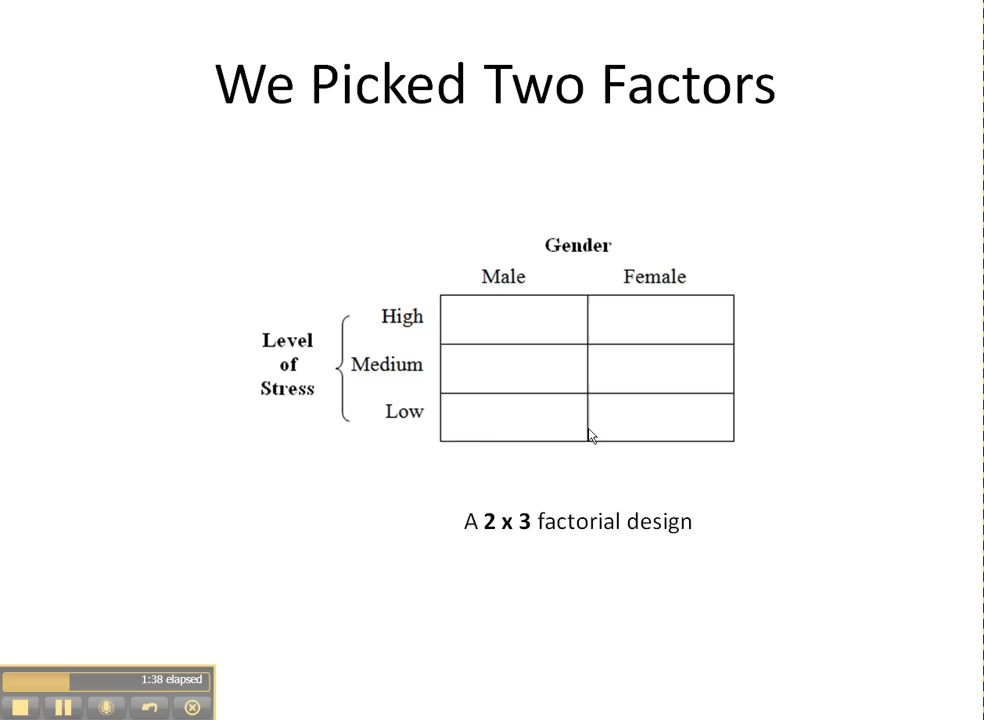 We Picked Two Factors
Gender
Male Female
High
Level
of
Stress
Medium
Low
A 2 x 3 factorial design
1:38 elapsed